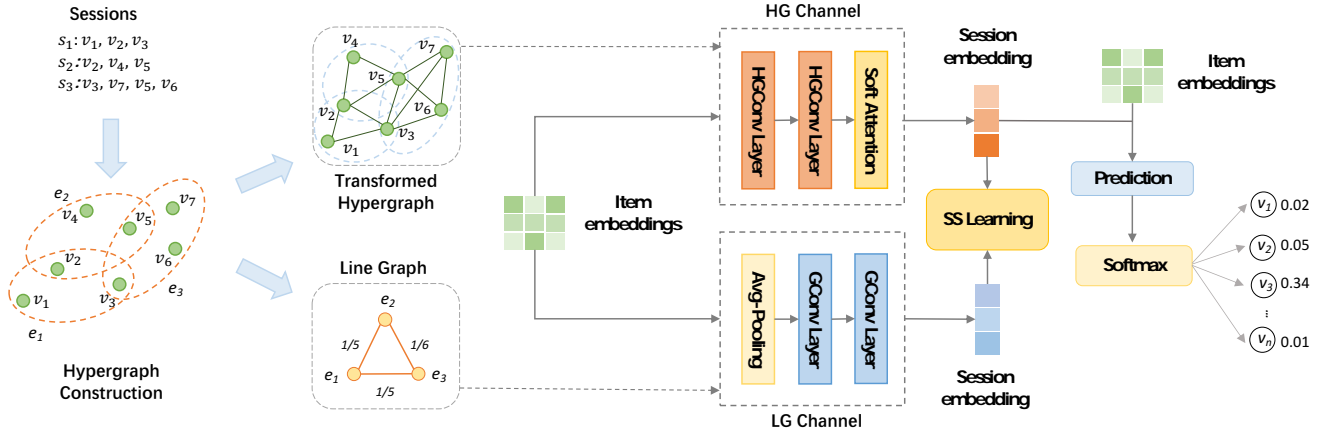 Sessions
s1: v1, v2, v3
s2: v2, v4, v5
s3: v3, v7, v5, v6
e2
v4
v5
v7
v2
v6
v1
v3
e3
e1
Hypergraph
Construction
v4
v7
v5
v2
v6
v3
v1
Transformed
Hypergraph
Line Graph
e2
1/5
1/6
e1
e3
1/5
Item
embeddings
HG Channel
HGConv Layer
HGConv Layer
Soft Attention
Avg-Pooling
GConv Layer
GConv Layer
LG Channel
Session
embedding
SS Learning
Session
embedding
Item
embeddings
Prediction
Softmax
v1 0.02
v2 0.05
v3 0.34
...
vn 0.01